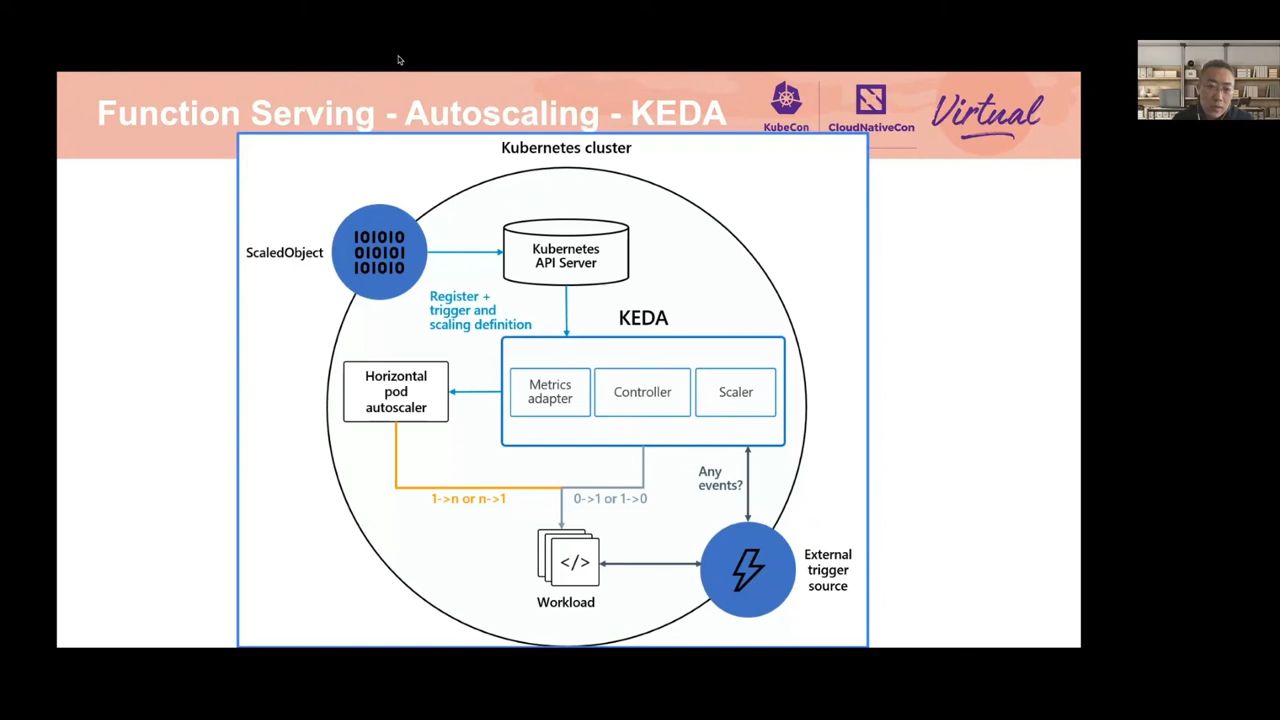 Function Serving - Autoscaling - KEDA
KubeCon
CloudNativeCon
Virtual
Kubernetes cluster
ScaledObject
101010
010101
101010
Kubernetes
API Server
Register +
trigger and
scaling definition
KEDA
Horizontal
pod
autoscaler
Metrics
adapter
Controller
Scaler
Any
events?
1->n or n->1
0->1 or 1->0
</>
Workload
External
trigger
source